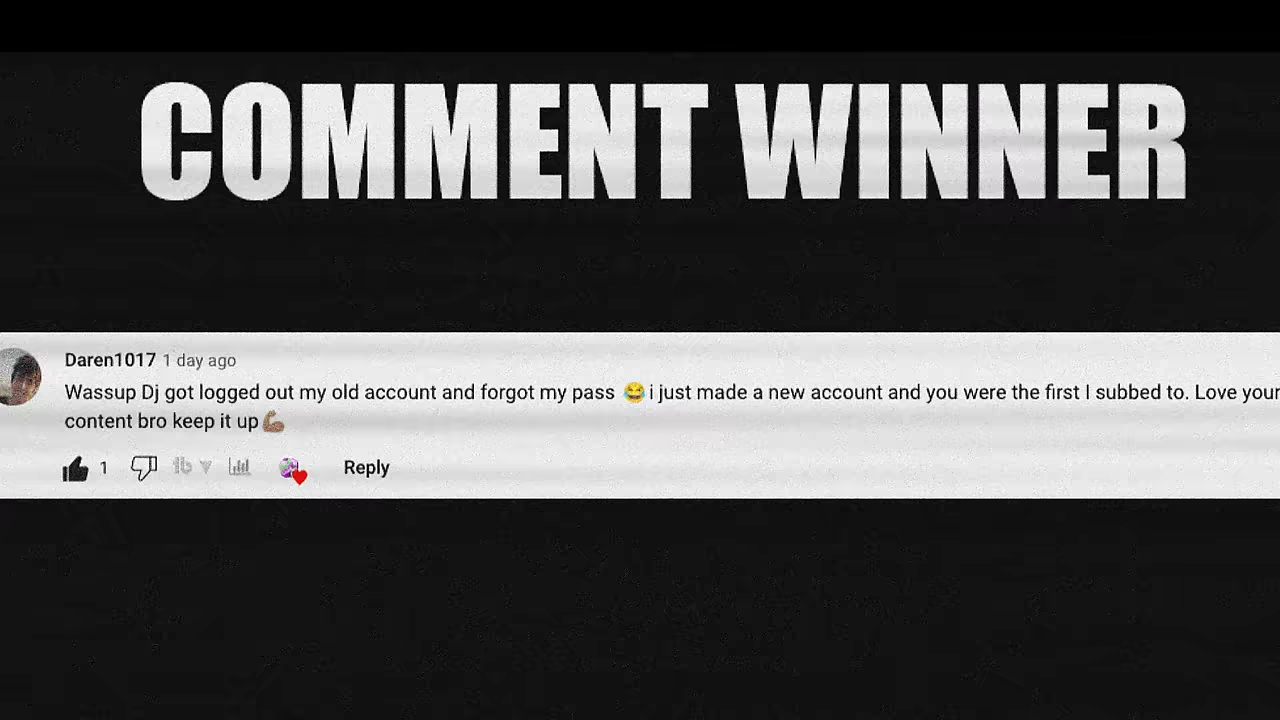 COMMENT WINNER
Daren1017 1 day ago
Wassup Dj got logged out my old account and forgot my pass 😂 i just made a new account and you were the first I subbed to. Love your
content bro keep it up💪🏽
1 Reply